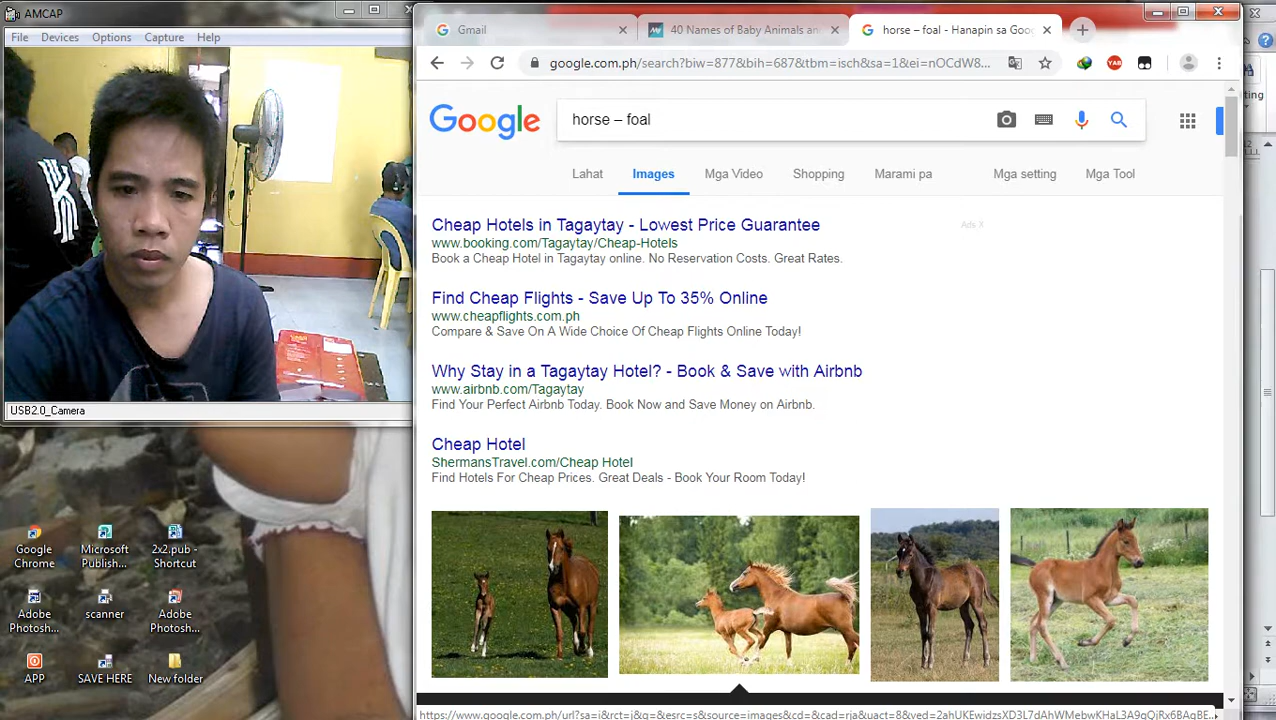 AMCAP
File Devices Options Capture Help
USB2.0_Camera
Gmail
40 Names of Baby Animals an
horse – foal - Hanapin sa Goo
google.com.ph/search?biw=877&bih=687&tbm=isch&sa=1&ei=nOCdW8...
YAB
Google
horse – foal
Lahat Images Mga Video Shopping Marami pa Mga setting Mga Tool
Ads X
Cheap Hotels in Tagaytay - Lowest Price Guarantee
www.booking.com/Tagaytay/Cheap-Hotels
Book a Cheap Hotel in Tagaytay online. No Reservation Costs. Great Rates.
Find Cheap Flights - Save Up To 35% Online
www.cheapflights.com.ph
Compare & Save On A Wide Choice Of Cheap Flights Online Today!
Why Stay in a Tagaytay Hotel? - Book & Save with Airbnb
www.airbnb.com/Tagaytay
Find Your Perfect Airbnb Today. Book Now and Save Money on Airbnb.
Cheap Hotel
ShermansTravel.com/Cheap Hotel
Find Hotels For Cheap Prices. Great Deals - Book Your Room Today!
Google Chrome
Microsoft Publish...
2x2.pub - Shortcut
Adobe Photosh...
scanner
Adobe Photosh...
APP
SAVE HERE
New folder
ting